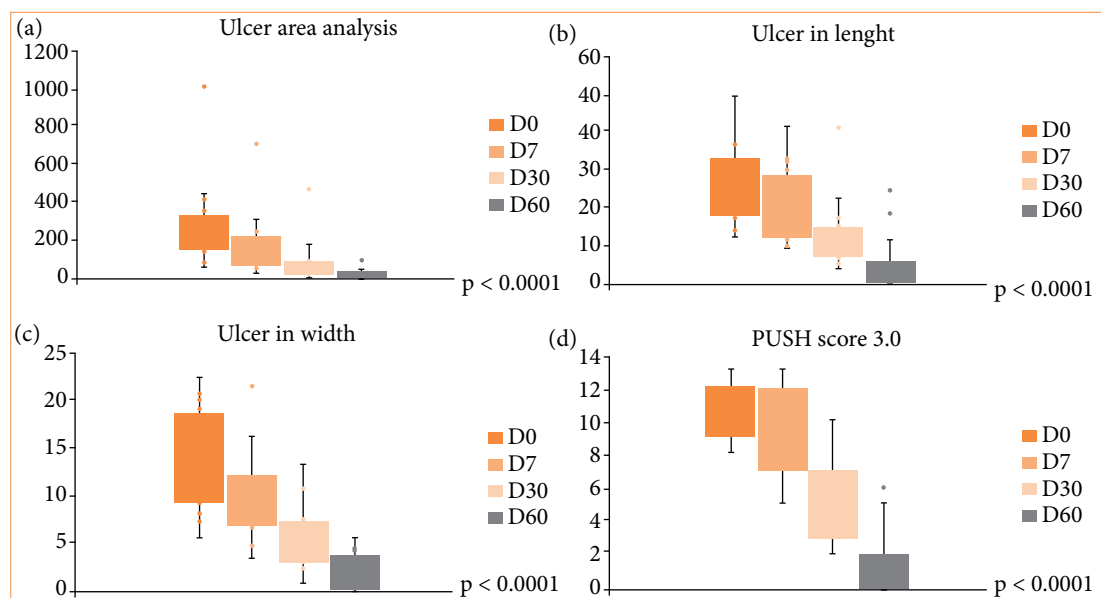 (a)
Ulcer area analysis
1200
1000
800
600
400
200
0
D0
D7
D30
D60
p < 0.0001
(b)
Ulcer in lenght
60
40
40
30
20
10
0
D0
D7
D30
D60
p < 0.0001
(c)
Ulcer in width
25
20
15
10
5
0
D0
D7
D30
D60
p < 0.0001
(d)
PUSH score 3.0
14
12
10
8
6
4
2
0
D0
D7
D30
D60
p < 0.0001